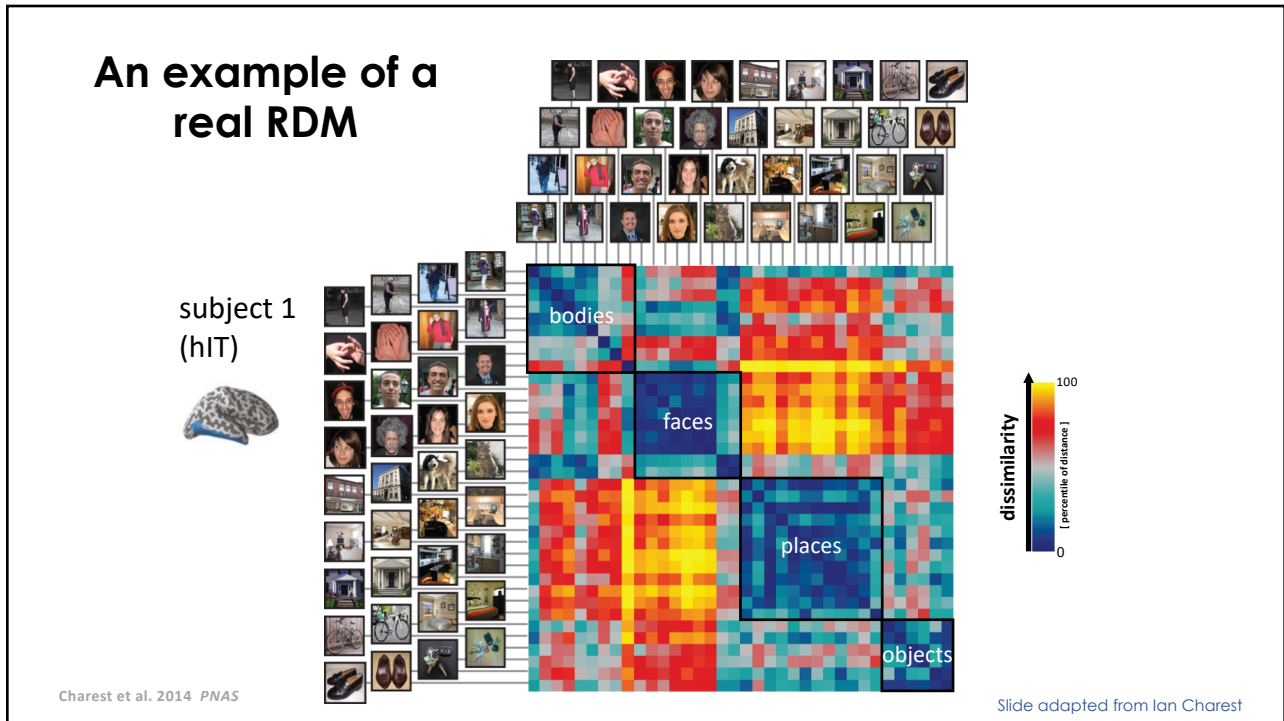 An example of a
real RDM
subject 1
(hIT)
bodies
faces
places
objects
dissimilarity
[ percentile of distance ]
100
0
Charest et al. 2014 PNAS
Slide adapted from Ian Charest